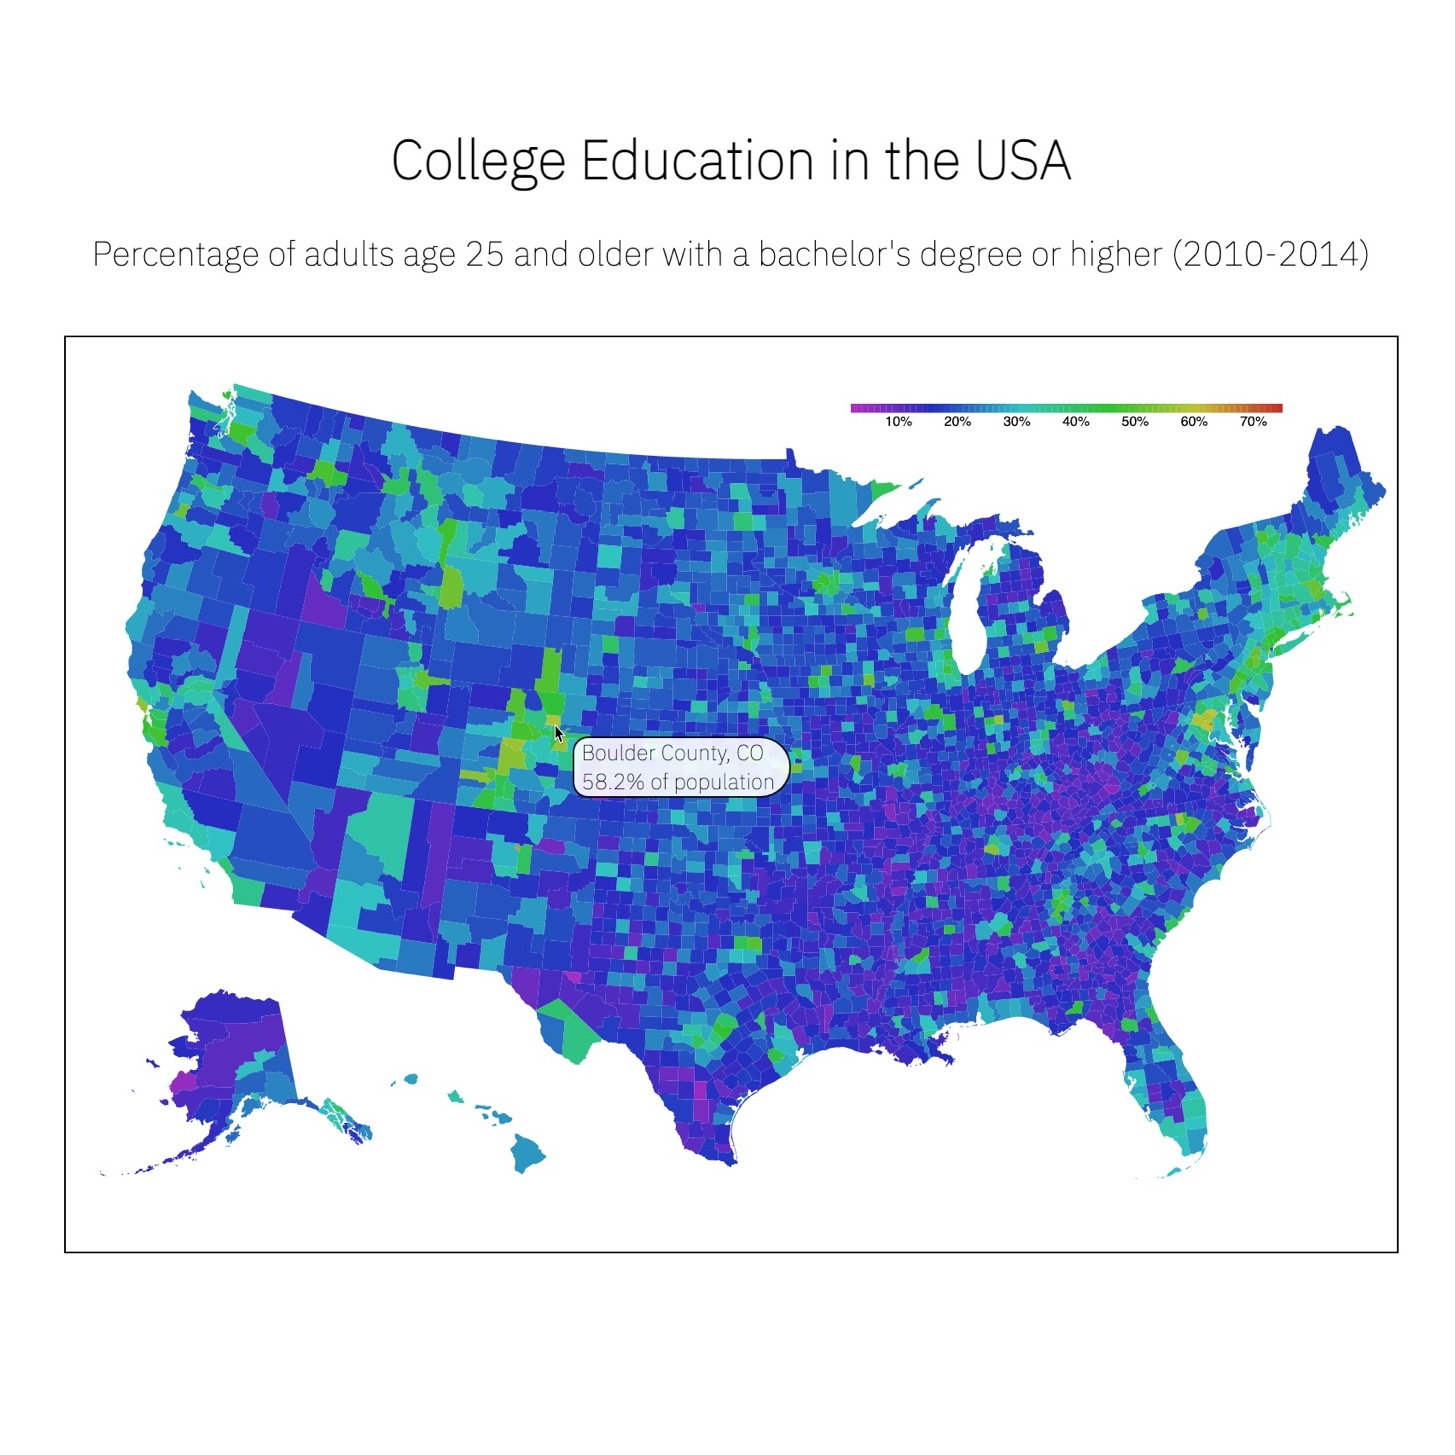 College Education in the USA
Percentage of adults age 25 and older with a bachelor's degree or higher (2010-2014)
10% 20% 30% 40% 50% 60% 70%
Boulder County, CO
58.2% of population